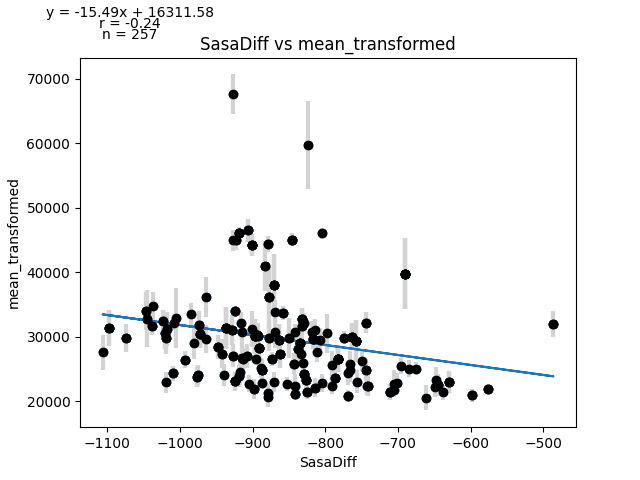 y = -15.49x + 16311.58
r = -0.24
n = 257
SasaDiff vs mean_transformed
70000
60000
50000
40000
30000
20000
mean_transformed
−1100 −1000 −900 −800 −700 −600 −500
SasaDiff